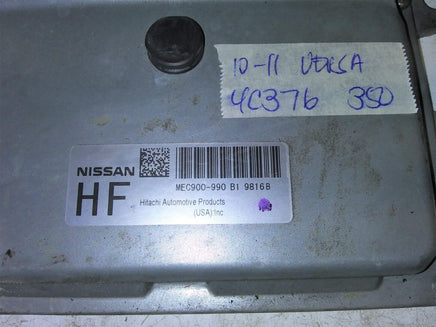 10-11 VERSA
4C376 350
NISSAN
HF
MEC900-990 B1 9816B
Hitachi Automotive Products
(USA),Inc